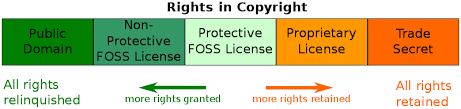 Rights in Copyright
Public
Domain
Non-
Protective
FOSS License
Protective
FOSS License
Proprietary
License
Trade
Secret
All rights
relinquished
more rights granted
more rights retained
All rights
retained